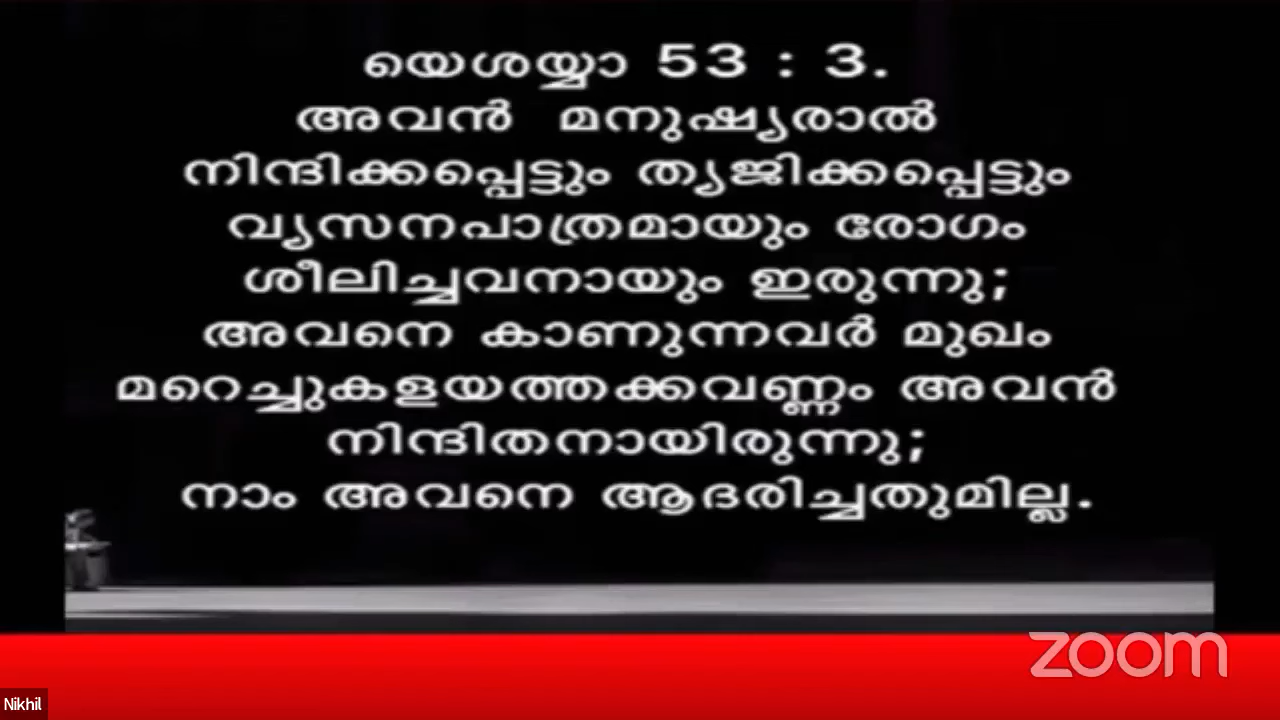 യെശയ്യാ 53 : 3.
അവൻ മനുഷ്യരാൽ
നിന്ദിക്കപ്പെട്ടും ത്യജിക്കപ്പെട്ടും
വ്യസനപാത്രമായും രോഗം
ശീലിച്ചവനായും ഇരുന്നു;
അവനെ കാണുന്നവർ മുഖം
മറെച്ചുകളയത്തക്കവണ്ണം അവൻ
നിന്ദിതനായിരുന്നു;
നാം അവനെ ആദരിച്ചതുമില്ല.
zoom
Nikhil